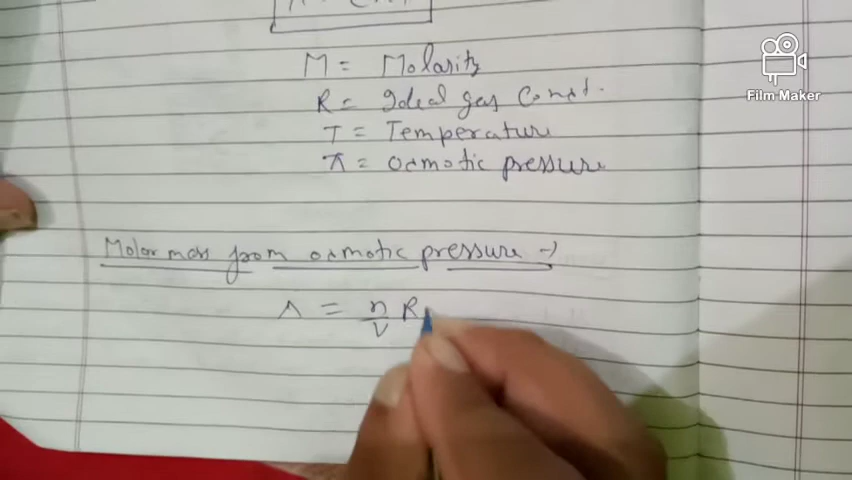 M = Molarity
R = Ideal gas Const.
T = Temperature
π = osmotic pressure
Film Maker
Molar mass from osmotic pressure →
π = n/V R